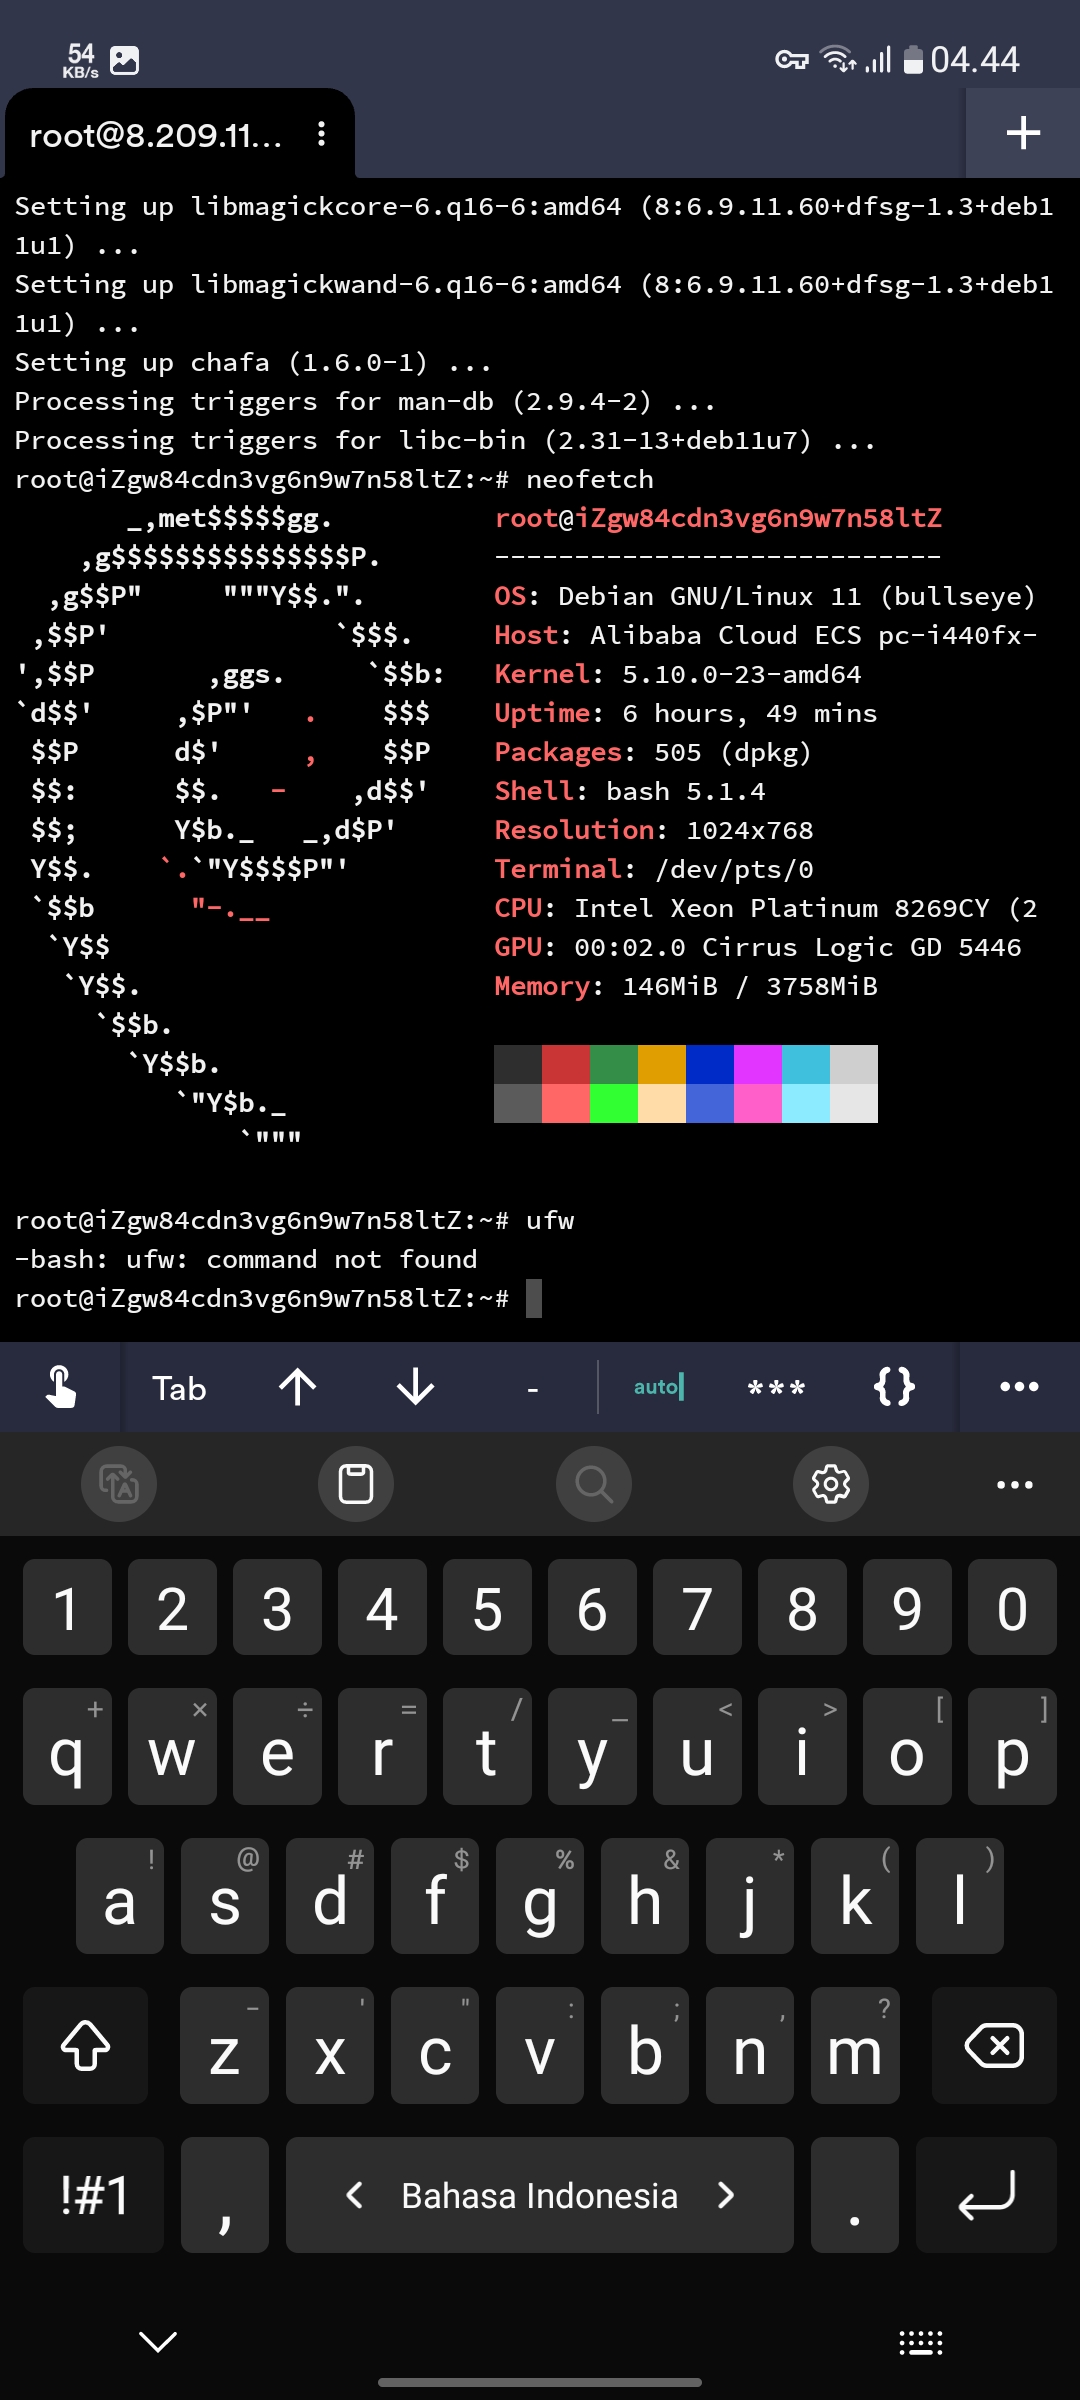 54
KB/s
04.44
root@8.209.11...
+
Setting up libmagickcore-6.q16-6:amd64 (8:6.9.11.60+dfsg-1.3+deb1
1u1) ...
Setting up libmagickwand-6.q16-6:amd64 (8:6.9.11.60+dfsg-1.3+deb1
1u1) ...
Setting up chafa (1.6.0-1) ...
Processing triggers for man-db (2.9.4-2) ...
Processing triggers for libc-bin (2.31-13+deb11u7) ...
root@iZgw84cdn3vg6n9w7n58ltZ:~# neofetch
_,met$$$$$gg. root@iZgw84cdn3vg6n9w7n58ltZ
,g$$$$$$$$$$$$$$$P. ----------------------------
,g$$P" """Y$$.". OS: Debian GNU/Linux 11 (bullseye)
,$$P' `$$$. Host: Alibaba Cloud ECS pc-i440fx-
',$$P ,ggs. `$$b: Kernel: 5.10.0-23-amd64
`d$$' ,$P"' . $$$ Uptime: 6 hours, 49 mins
$$P d$' , $$P Packages: 505 (dpkg)
$$: $$. - ,d$$' Shell: bash 5.1.4
$$; Y$b._ _,d$P' Resolution: 1024x768
Y$$. `.`"Y$$$$P"' Terminal: /dev/pts/0
`$$b "-.__ CPU: Intel Xeon Platinum 8269CY (2
`Y$$ GPU: 00:02.0 Cirrus Logic GD 5446
`Y$$. Memory: 146MiB / 3758MiB
`$$b.
`Y$$b.
`"Y$b._
`"""
root@iZgw84cdn3vg6n9w7n58ltZ:~# ufw
-bash: ufw: command not found
root@iZgw84cdn3vg6n9w7n58ltZ:~#
Tab - auto *** {} ...
1 2 3 4 5 6 7 8 9 0
+ × ÷ = / _ < > [ ]
q w e r t y u i o p
! @ # $ % & * ( )
a s d f g h j k l
- ' " : ; , ?
z x c v b n m
!#1 , < Bahasa Indonesia > .